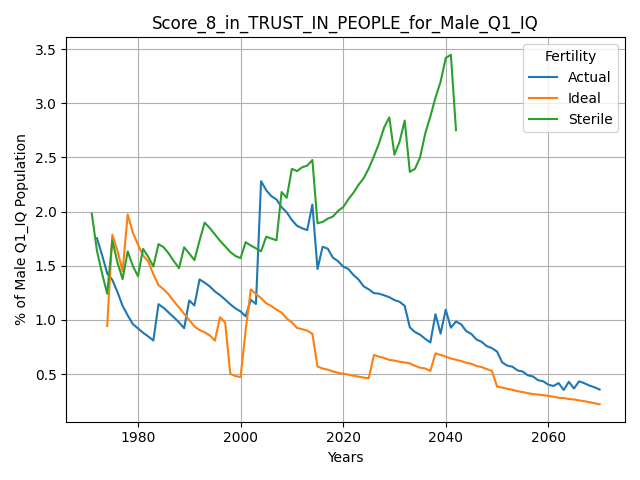 Score_8_in_TRUST_IN_PEOPLE_for_Male_Q1_IQ
% of Male Q1_IQ Population
3.5
3.0
2.5
2.0
1.5
1.0
0.5
Fertility
Actual
Ideal
Sterile
1980
2000
2020
2040
2060
Years